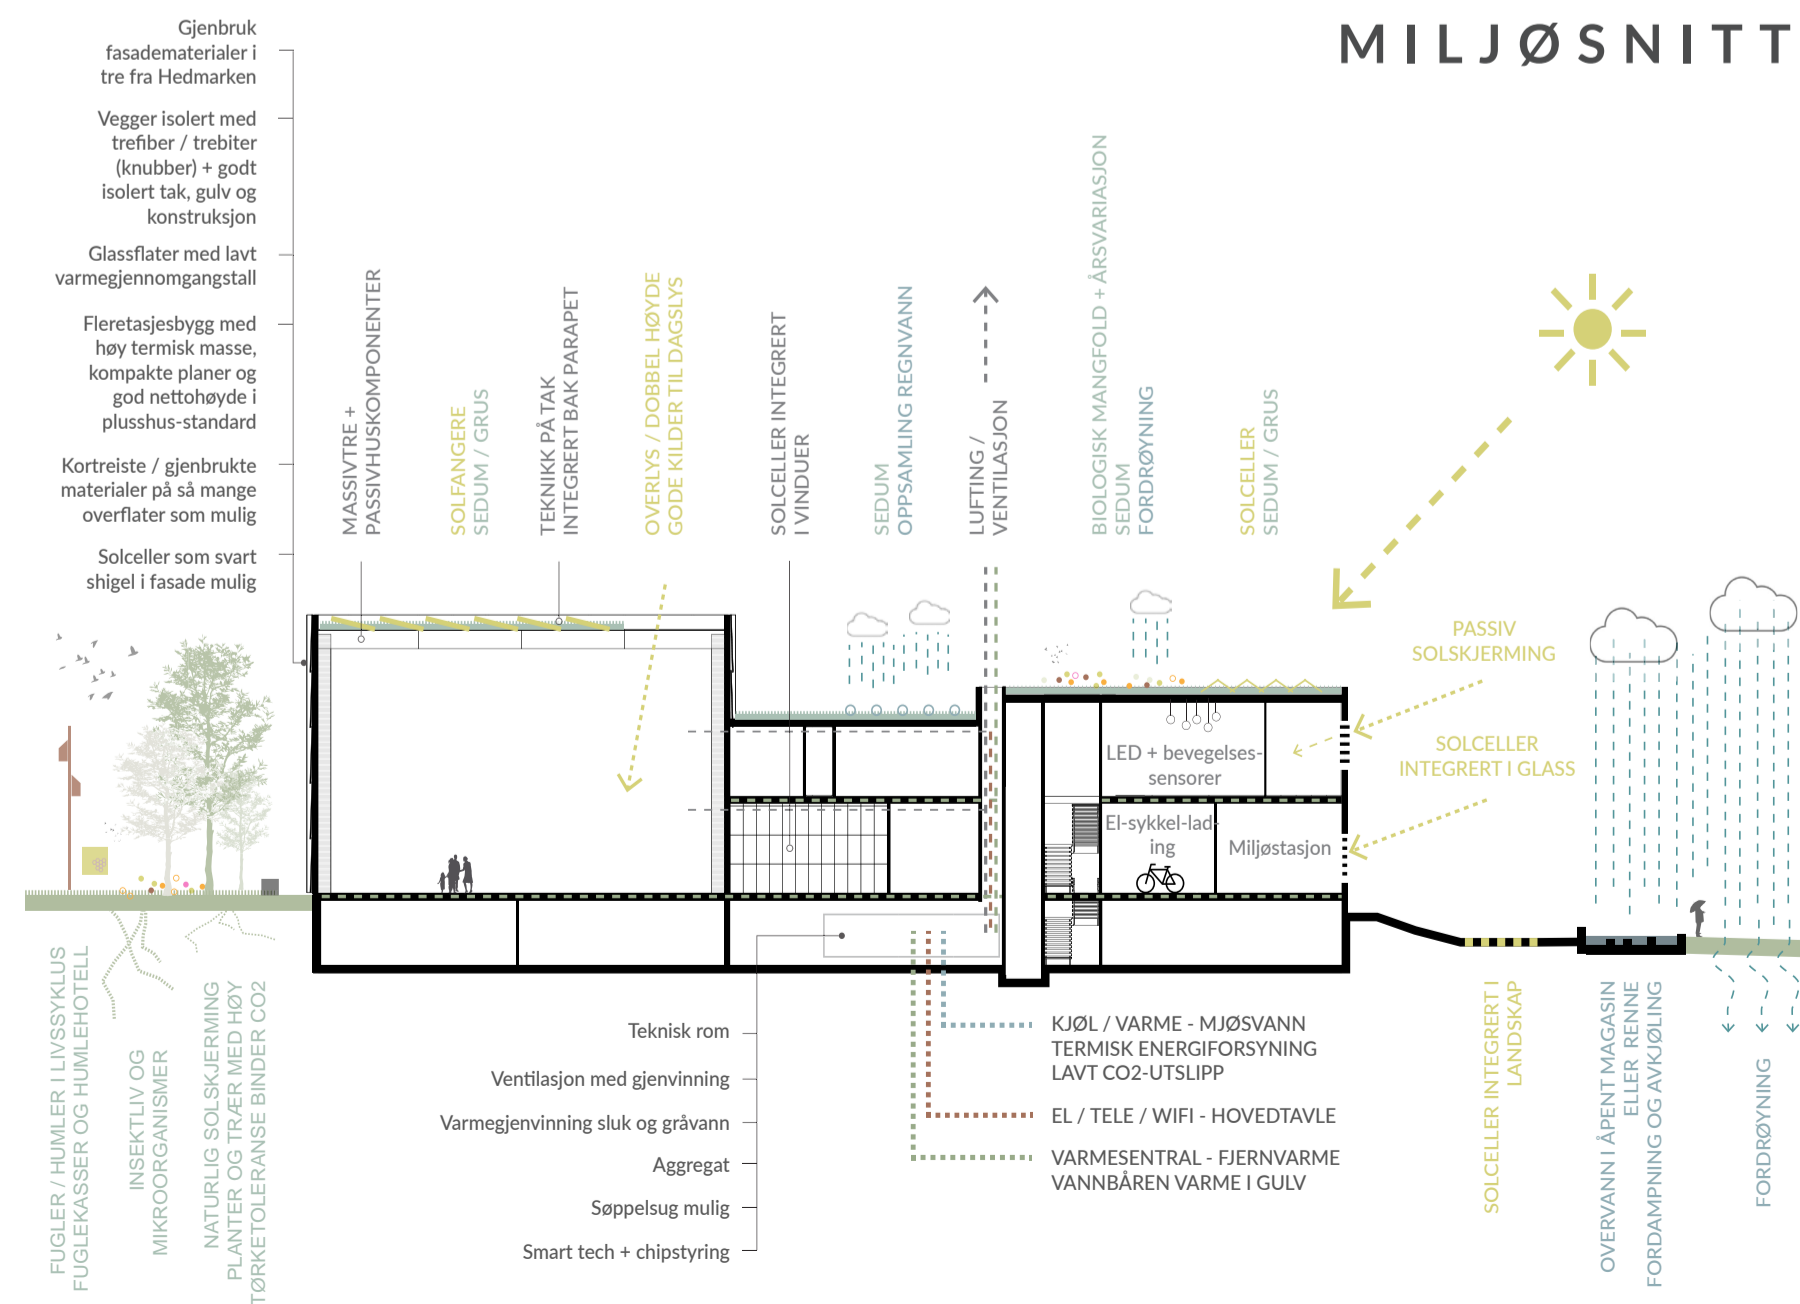 MILJØSNITT
Gjenbruk
fasadematerialer i
tre fra Hedmarken
Vegger isolert med
trefiber / trebiter
(knubber) + godt
isolert tak, gulv og
konstruksjon
Glassflater med lavt
varmegjennomgangstall
Fleretasjesbygg med
høy termisk masse,
kompakte planer og
god nettohøyde i
plusshus-standard
Kortreiste / gjenbrukte
materialer på så mange
overflater som mulig
Solceller som svart
shigel i fasade mulig
MASSIVTRE +
PASSIVHUSKOMPONENTER
SOLFANGERE
SEDUM / GRUS
TEKNIKK PÅ TAK
INTEGRERT BAK PARAPET
OVERLYS / DOBBEL HØYDE
GODE KILDER TIL DAGSLYS
SOLCELLER INTEGRERT
I VINDUER
SEDUM
OPPSAMLING REGNVANN
LUFTING /
VENTILASJON
BIOLOGISK MANGFOLD + ÅRSVARIASJON
SEDUM
FORDRØYNING
SOLCELLER
SEDUM / GRUS
PASSIV
SOLSKJERMING
SOLCELLER
INTEGRERT I GLASS
LED + bevegelses-
sensorer
El-sykkel-lad-
ing
Miljøstasjon
FUGLER / HUMLER I LIVSSYKLUS
FUGLEKASSER OG HUMLEHOTELL
INSEKTLIV OG
MIKROORGANISMER
NATURLIG SOLSKJERMING
PLANTER OG TRÆR MED HØY
TØRKETOLERANSE BINDER CO2
Teknisk rom
Ventilasjon med gjenvinning
Varmegjenvinning sluk og gråvann
Aggregat
Søppelsug mulig
Smart tech + chipstyring
KJØL / VARME - MJØSVANN
TERMISK ENERGIFORSYNING
LAVT CO2-UTSLIPP
EL / TELE / WIFI - HOVEDTAVLE
VARMESENTRAL - FJERNVARME
VANNBÅREN VARME I GULV
SOLCELLER INTEGRERT I
LANDSKAP
OVERVANN I ÅPENT MAGASIN
ELLER RENNE
FORDAMPNING OG AVKJØLING
FORDRØYNING